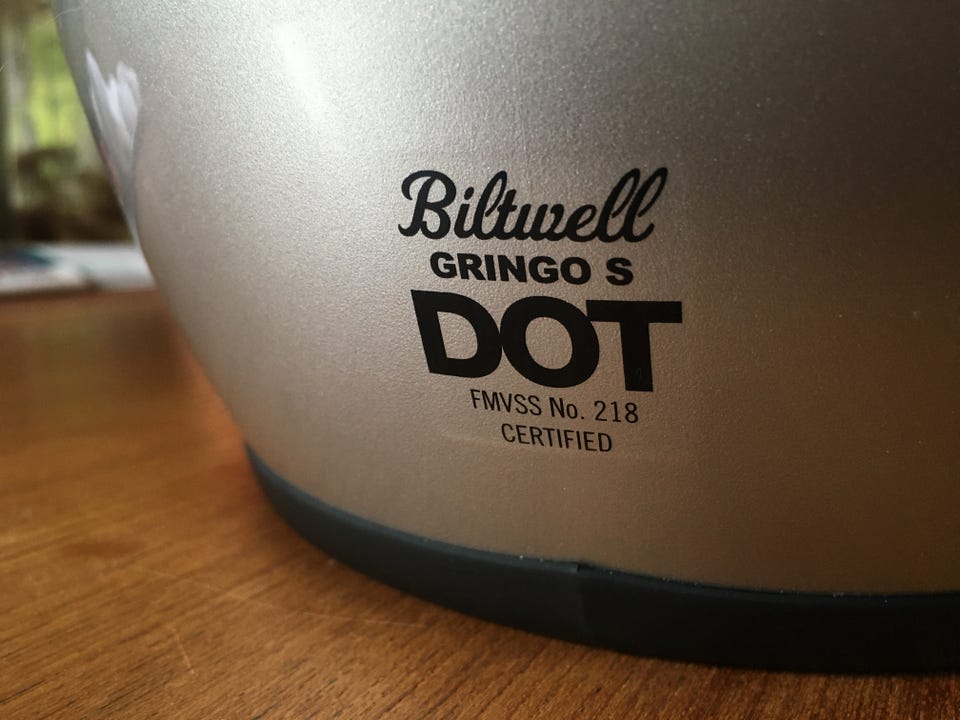 Biltwell
GRINGO S
DOT
FMVSS No. 218
CERTIFIED